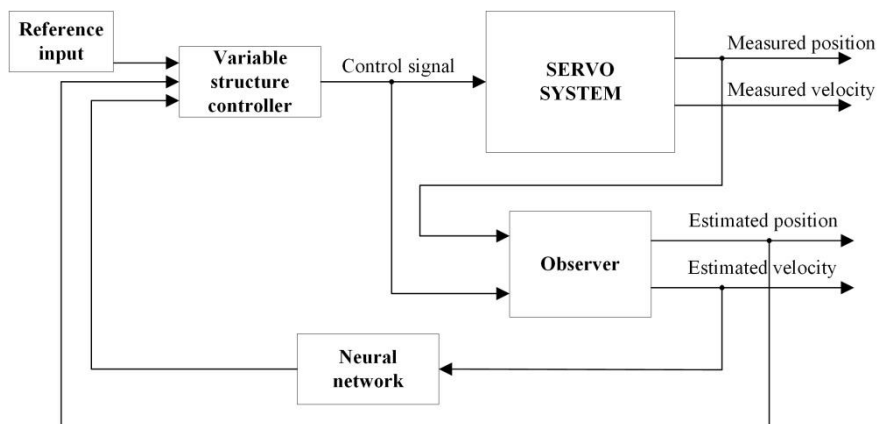 Reference
input
Variable
structure
controller
Control signal
SERVO
SYSTEM
Measured position
Measured velocity
Observer
Estimated position
Estimated velocity
Neural
network